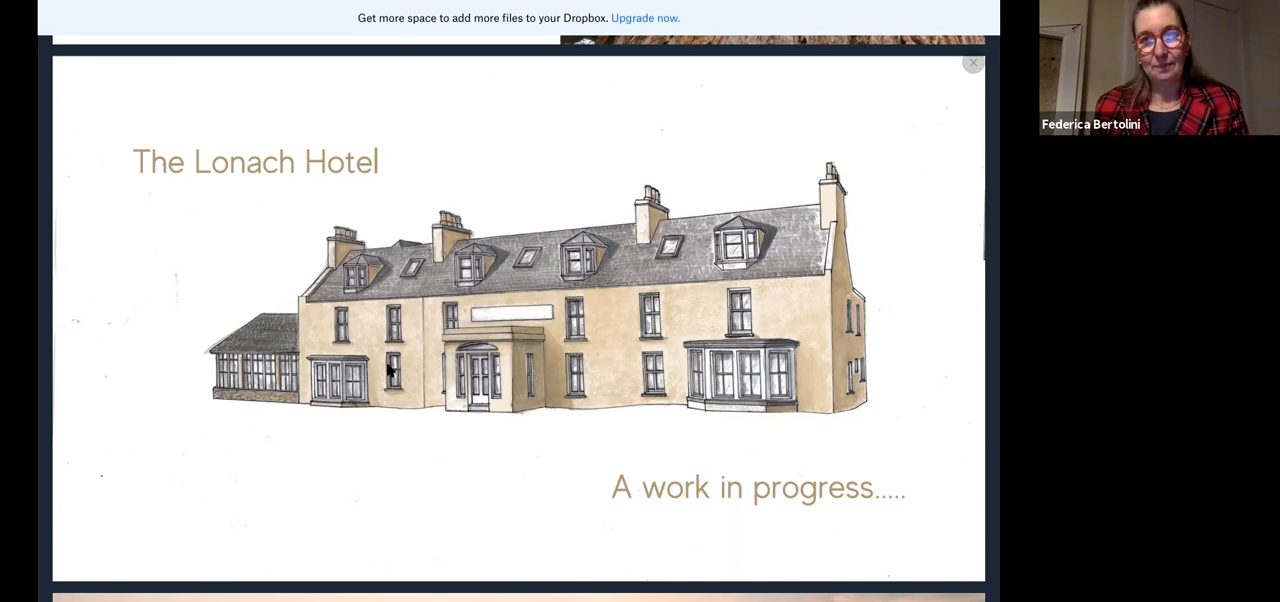 Get more space to add more files to your Dropbox. Upgrade now.
The Lonach Hotel
A work in progress.....
Federica Bertolini